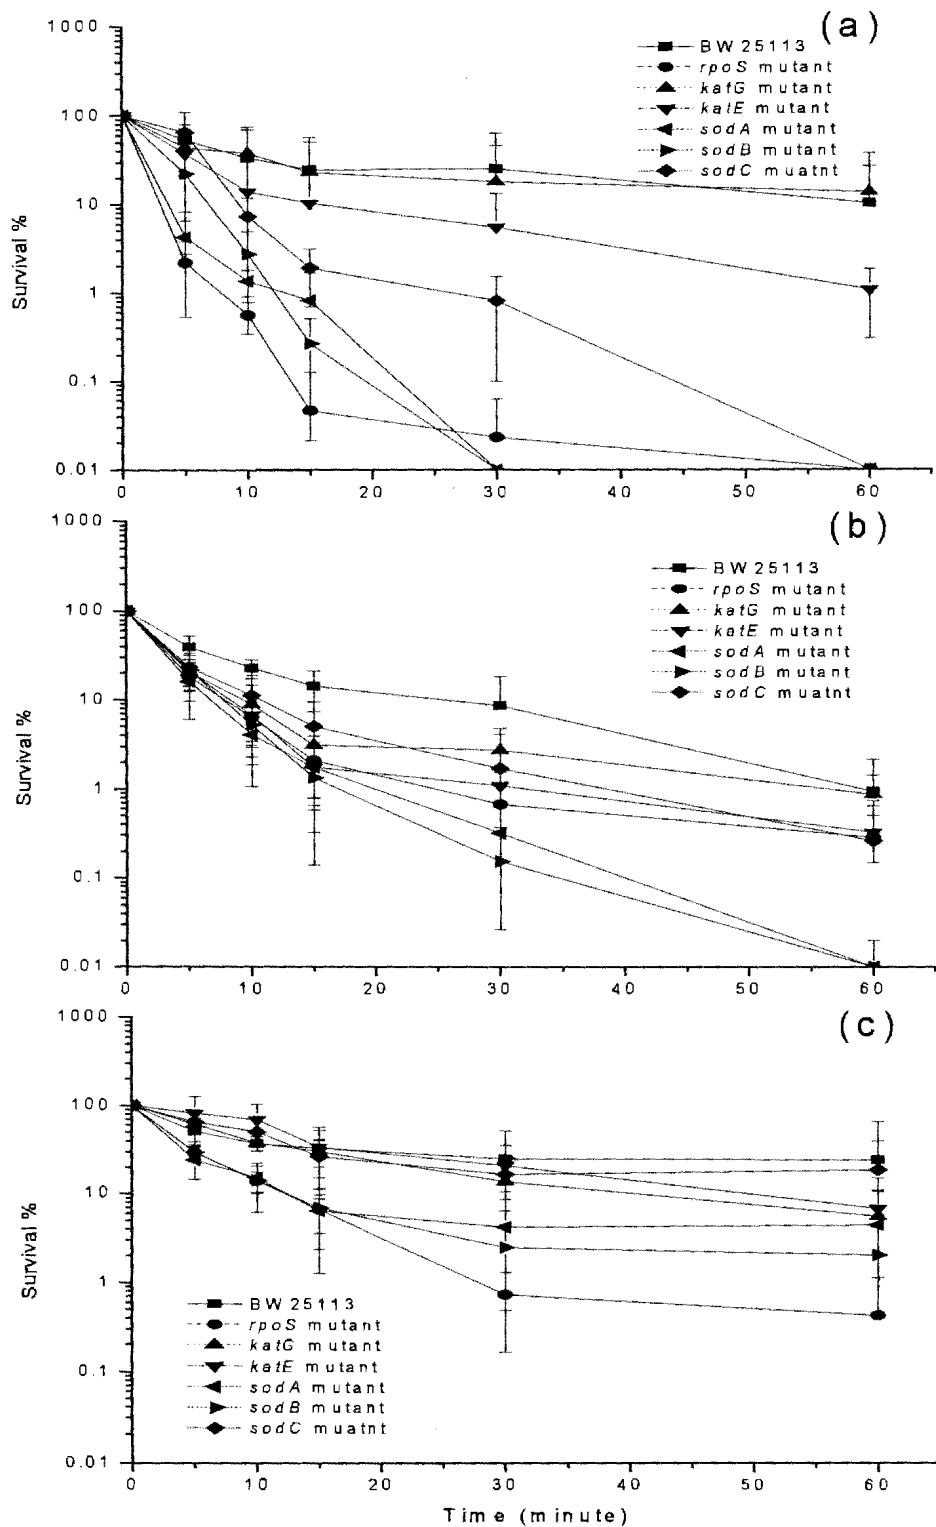 (a)
1000
100
10
1
0.1
0.01
Survival %
BW 25113
rpoS mutant
katG mutant
katE mutant
sodA mutant
sodB mutant
sodC muatnt
0 10 20 30 40 50 60
(b)
1000
100
10
1
0.1
0.01
Survival %
BW 25113
rpoS mutant
katG mutant
katE mutant
sodA mutant
sodB mutant
sodC muatnt
0 10 20 30 40 50 60
(c)
1000
100
10
1
0.1
0.01
Survival %
BW 25113
rpoS mutant
katG mutant
katE mutant
sodA mutant
sodB mutant
sodC muatnt
0 10 20 30 40 50 60
Time (minute)